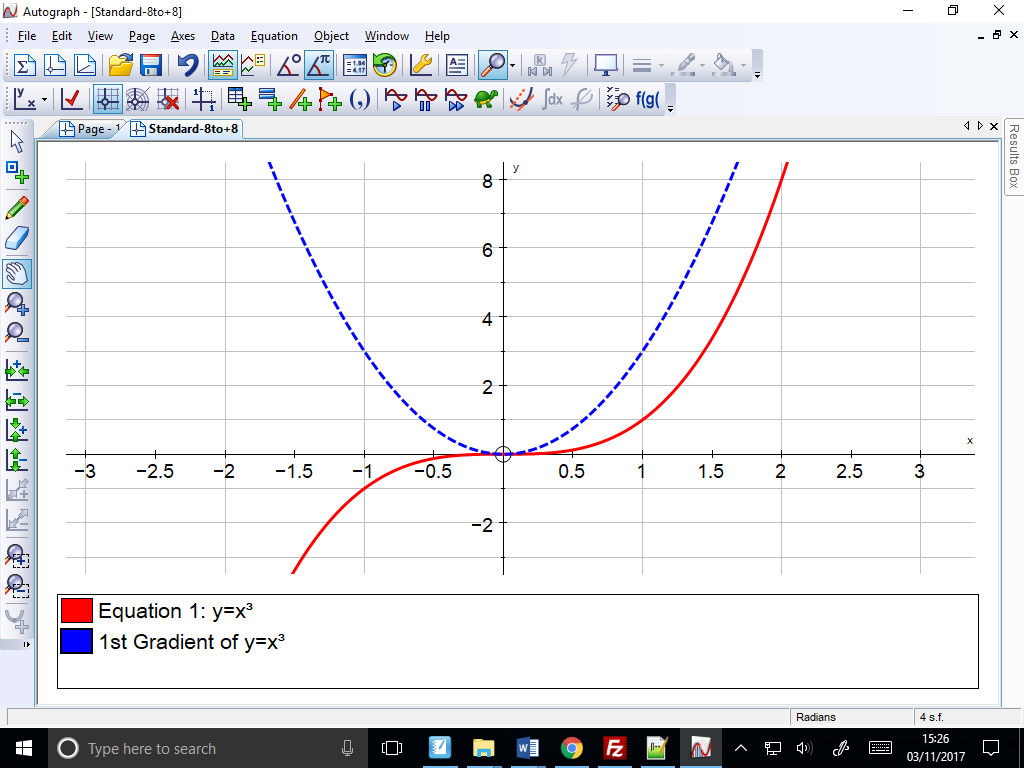 Autograph - [Standard-8to+8]
File Edit View Page Axes Data Equation Object Window Help
Page - 1 Standard-8to+8
Results Box
y
8
6
4
2
x
−3 −2.5 −2 −1.5 −1 −0.5 0.5 1 1.5 2 2.5 3
−2
Equation 1: y=x³
1st Gradient of y=x³
Radians 4 s.f.
Type here to search
15:26
03/11/2017